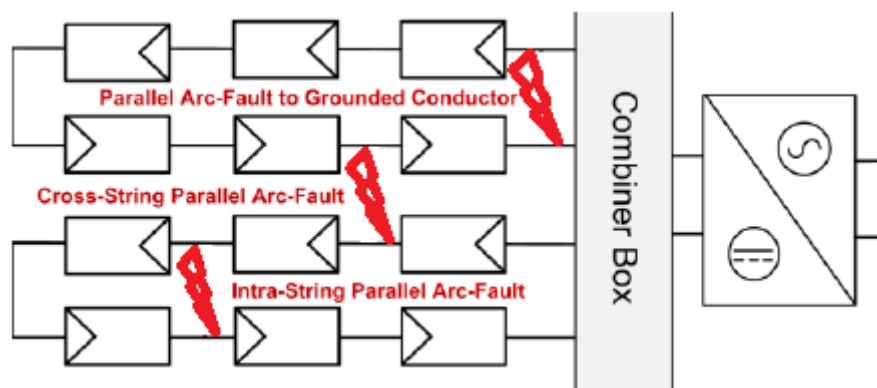 Parallel Arc-Fault to Grounded Conductor
Cross-String Parallel Arc-Fault
Intra-String Parallel Arc-Fault
Combiner Box